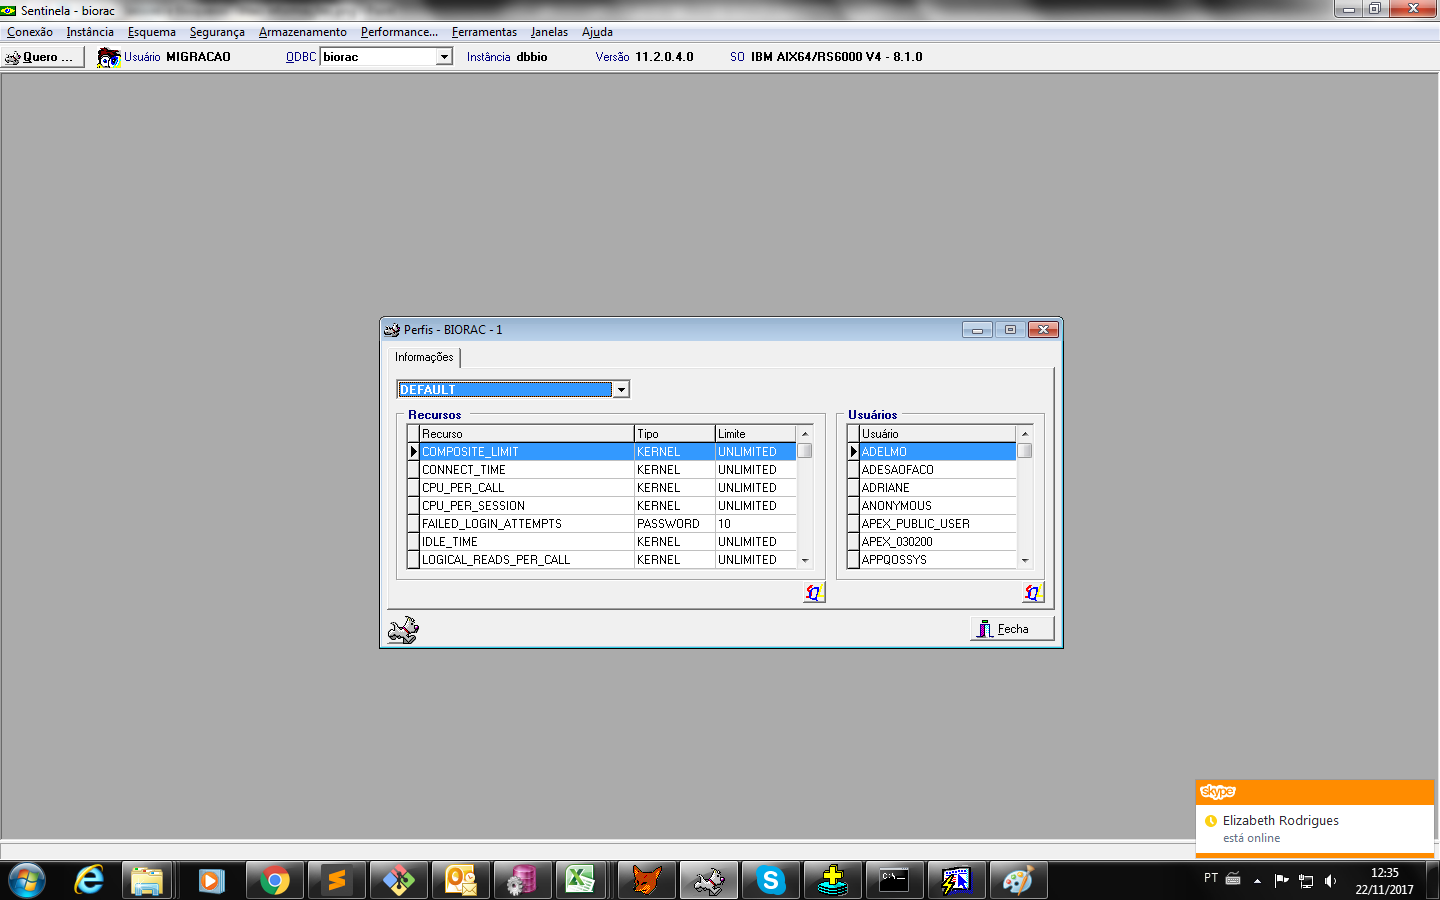 Sentinela - biorac
Conexão Instância Esquema Segurança Armazenamento Performance... Ferramentas Janelas Ajuda
Quero ... Usuário MIGRACAO ODBC biorac Instância dbbio Versão 11.2.0.4.0 SO IBM AIX64/RS6000 V4 - 8.1.0
Perfis - BIORAC - 1
Informações
DEFAULT
Recursos
Recurso Tipo Limite
COMPOSITE_LIMIT KERNEL UNLIMITED
CONNECT_TIME KERNEL UNLIMITED
CPU_PER_CALL KERNEL UNLIMITED
CPU_PER_SESSION KERNEL UNLIMITED
FAILED_LOGIN_ATTEMPTS PASSWORD 10
IDLE_TIME KERNEL UNLIMITED
LOGICAL_READS_PER_CALL KERNEL UNLIMITED
Usuários
Usuário
ADELMO
ADESAOFACO
ADRIANE
ANONYMOUS
APEX_PUBLIC_USER
APEX_030200
APPQOSSYS
Fecha
skype
Elizabeth Rodrigues
está online
C:\-
PT
12:35
22/11/2017